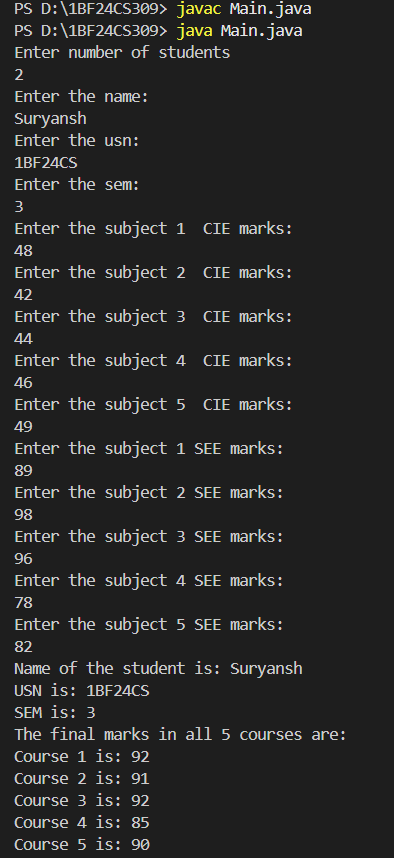 PS D:\1BF24CS309> javac Main.java
PS D:\1BF24CS309> java Main.java
Enter number of students
2
Enter the name:
Suryansh
Enter the usn:
1BF24CS
Enter the sem:
3
Enter the subject 1  CIE marks:
48
Enter the subject 2  CIE marks:
42
Enter the subject 3  CIE marks:
44
Enter the subject 4  CIE marks:
46
Enter the subject 5  CIE marks:
49
Enter the subject 1 SEE marks:
89
Enter the subject 2 SEE marks:
98
Enter the subject 3 SEE marks:
96
Enter the subject 4 SEE marks:
78
Enter the subject 5 SEE marks:
82
Name of the student is: Suryansh
USN is: 1BF24CS
SEM is: 3
The final marks in all 5 courses are:
Course 1 is: 92
Course 2 is: 91
Course 3 is: 92
Course 4 is: 85
Course 5 is: 90